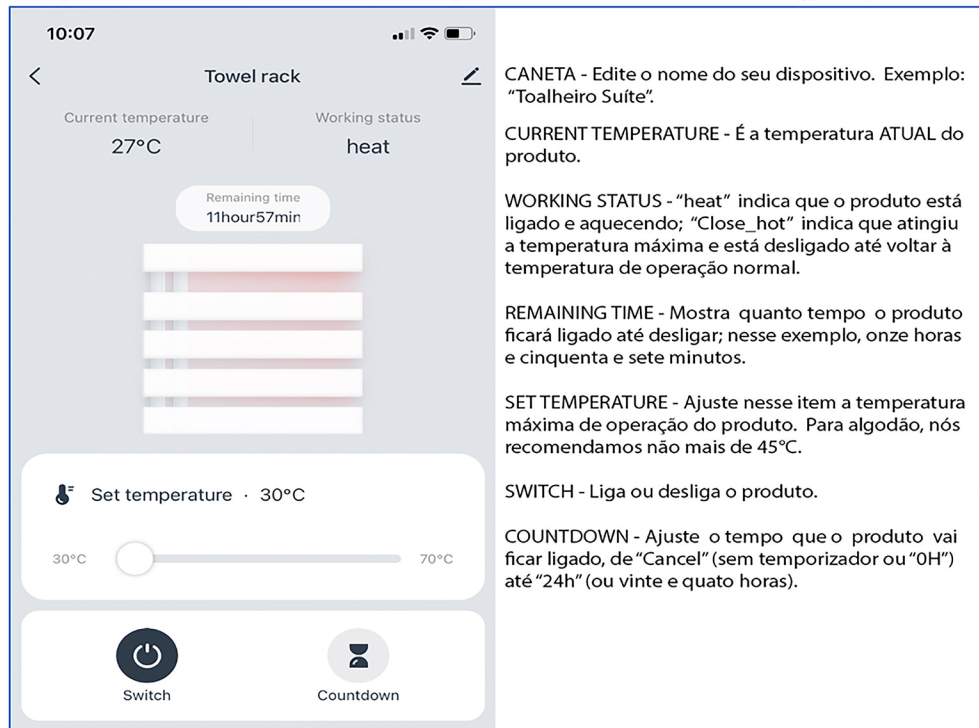 10:07
Towel rack
Current temperature
Working status
27°C
heat
Remaining time
11hour57min
Set temperature · 30°C
30°C
70°C
Switch
Countdown
CANETA - Edite o nome do seu dispositivo. Exemplo:
“Toalheiro Suíte”.
CURRENT TEMPERATURE - É a temperatura ATUAL do
produto.
WORKING STATUS - “heat” indica que o produto está
ligado e aquecendo; “Close_hot” indica que atingiu
a temperatura máxima e está desligado até voltar à
temperatura de operação normal.
REMAINING TIME - Mostra quanto tempo o produto
ficará ligado até desligar; nesse exemplo, onze horas
e cinquenta e sete minutos.
SET TEMPERATURE - Ajuste nesse item a temperatura
máxima de operação do produto. Para algodão, nós
recomendamos não mais de 45°C.
SWITCH - Liga ou desliga o produto.
COUNTDOWN - Ajuste o tempo que o produto vai
ficar ligado, de “Cancel” (sem temporizador ou “0H”)
até “24h” (ou vinte e quato horas).